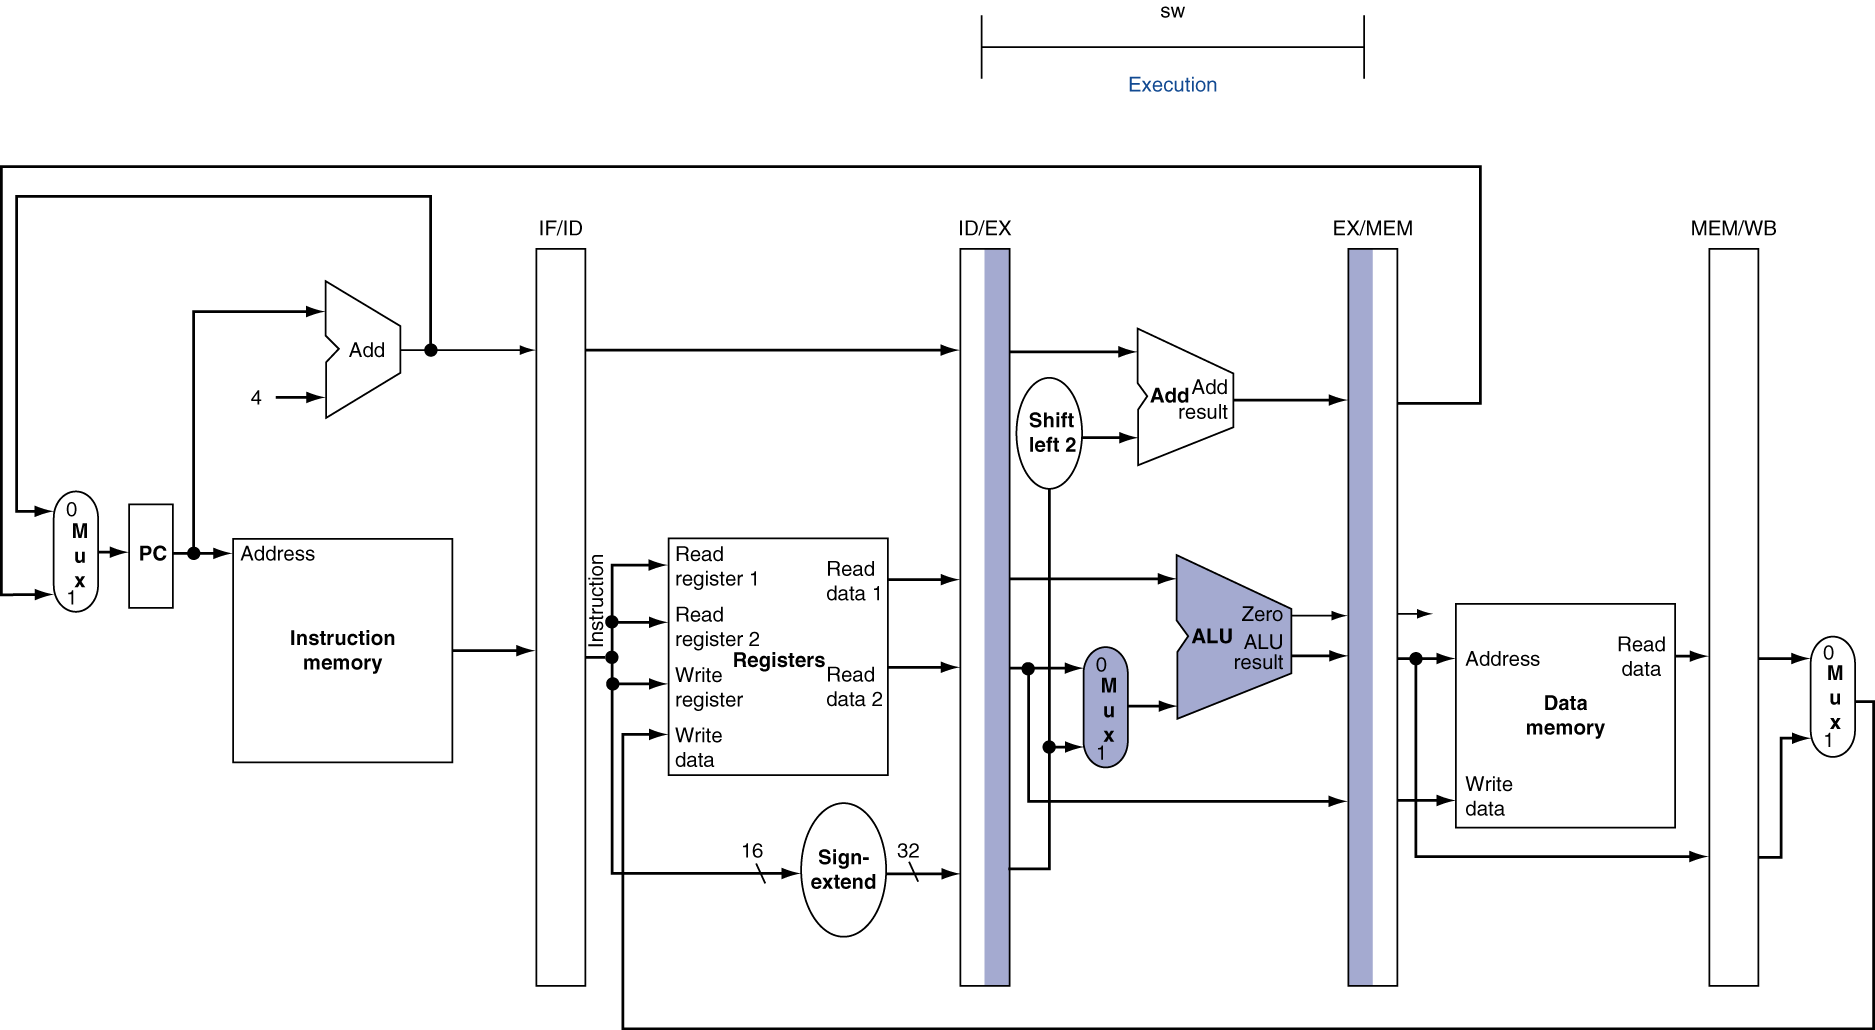 sw
Execution
IF/ID
ID/EX
EX/MEM
MEM/WB
Add
4
Add
Add
result
Shift
left 2
0
M
u
x
1
PC
Address
Instruction
memory
Instruction
Read
register 1
Read
register 2
Write
register
Write
data
Registers
Read
data 1
Read
data 2
16
Sign-
extend
32
0
M
u
x
1
ALU
Zero
ALU
result
Address
Read
data
Data
memory
Write
data
0
M
u
x
1